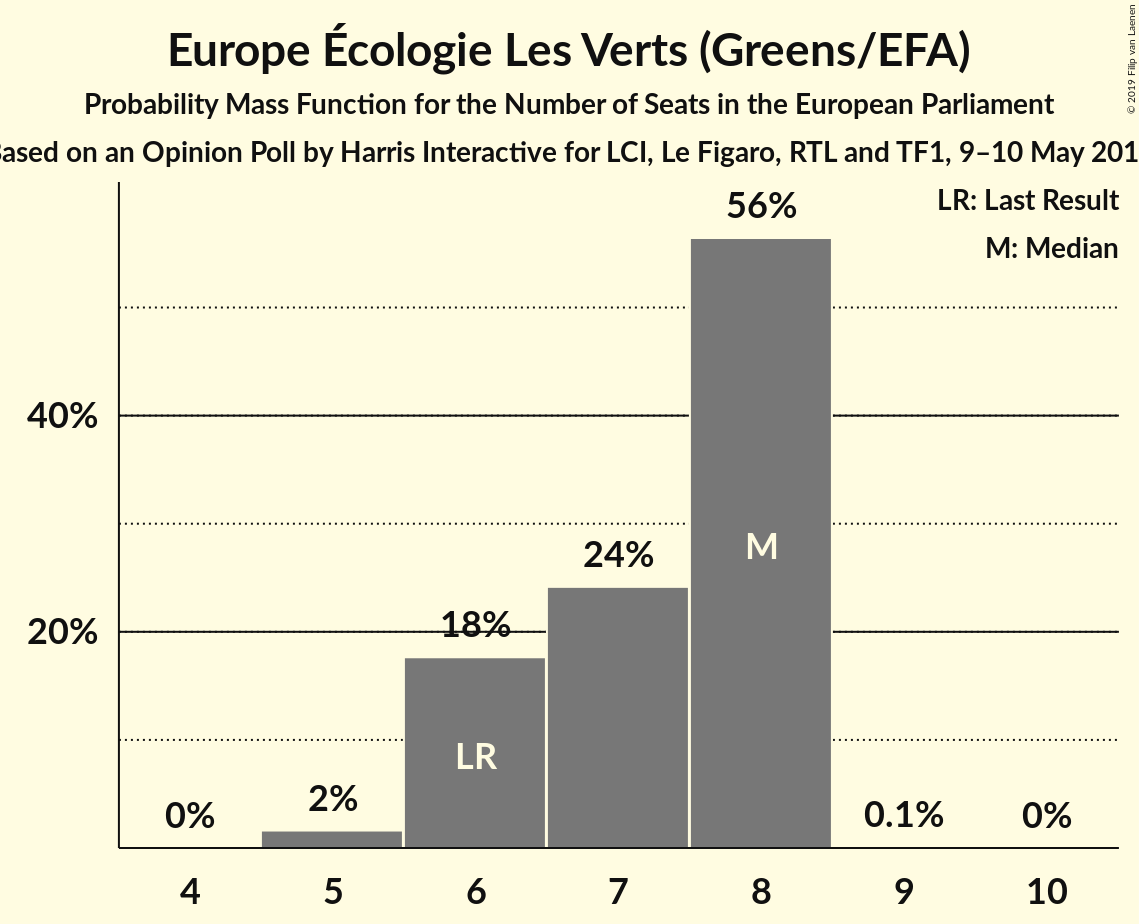 Europe Écologie Les Verts (Greens/EFA)
Probability Mass Function for the Number of Seats in the European Parliament
Based on an Opinion Poll by Harris Interactive for LCI, Le Figaro, RTL and TF1, 9–10 May 201
© 2019 Filip van Laenen
LR: Last Result
M: Median
56%
40%
24%
M
20%
18%
LR
0%
2%
0.1%
0%
4 5 6 7 8 9 10